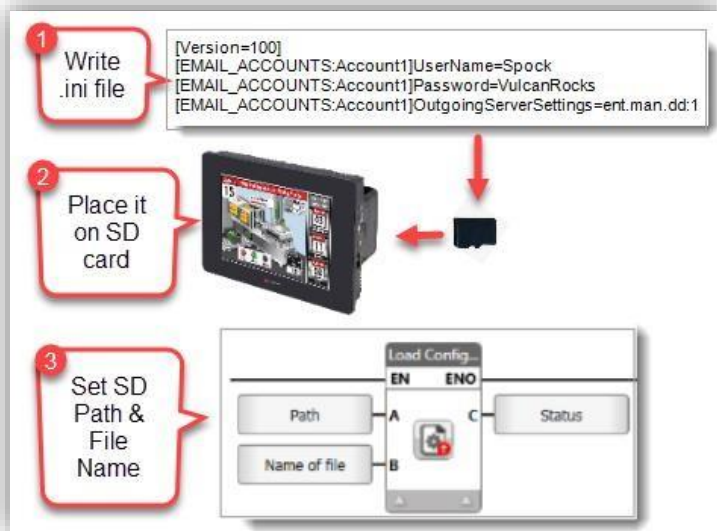 1
Write
.ini file
[Version=100]
[EMAIL_ACCOUNTS:Account1]UserName=Spock
[EMAIL_ACCOUNTS:Account1]Password=VulcanRocks
[EMAIL_ACCOUNTS:Account1]OutgoingServerSettings=ent.man.dd:1
2
Place it
on SD
card
15
3
Set SD
Path &
File
Name
Load Config...
EN ENO
Path A C Status
Name of file B